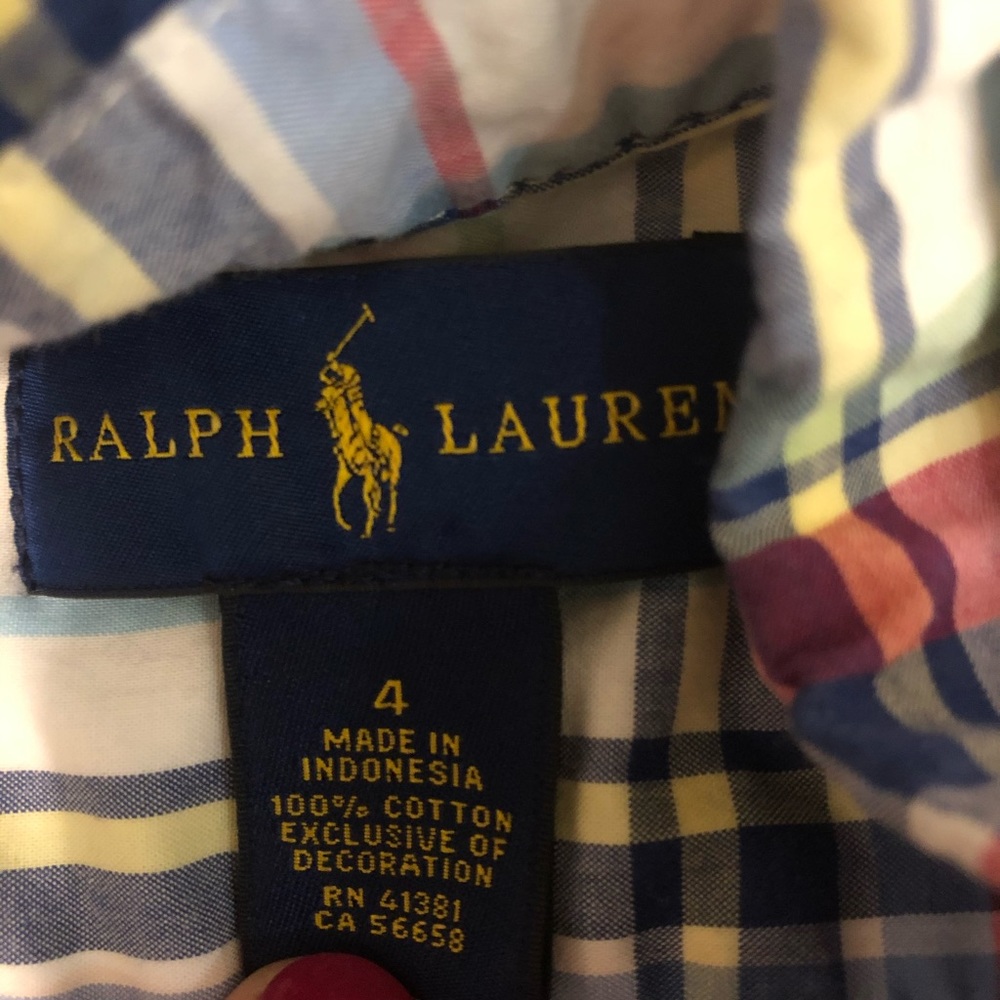 RALPH LAUREN
4
MADE IN
INDONESIA
100% COTTON
EXCLUSIVE OF
DECORATION
RN 41381
CA 56658